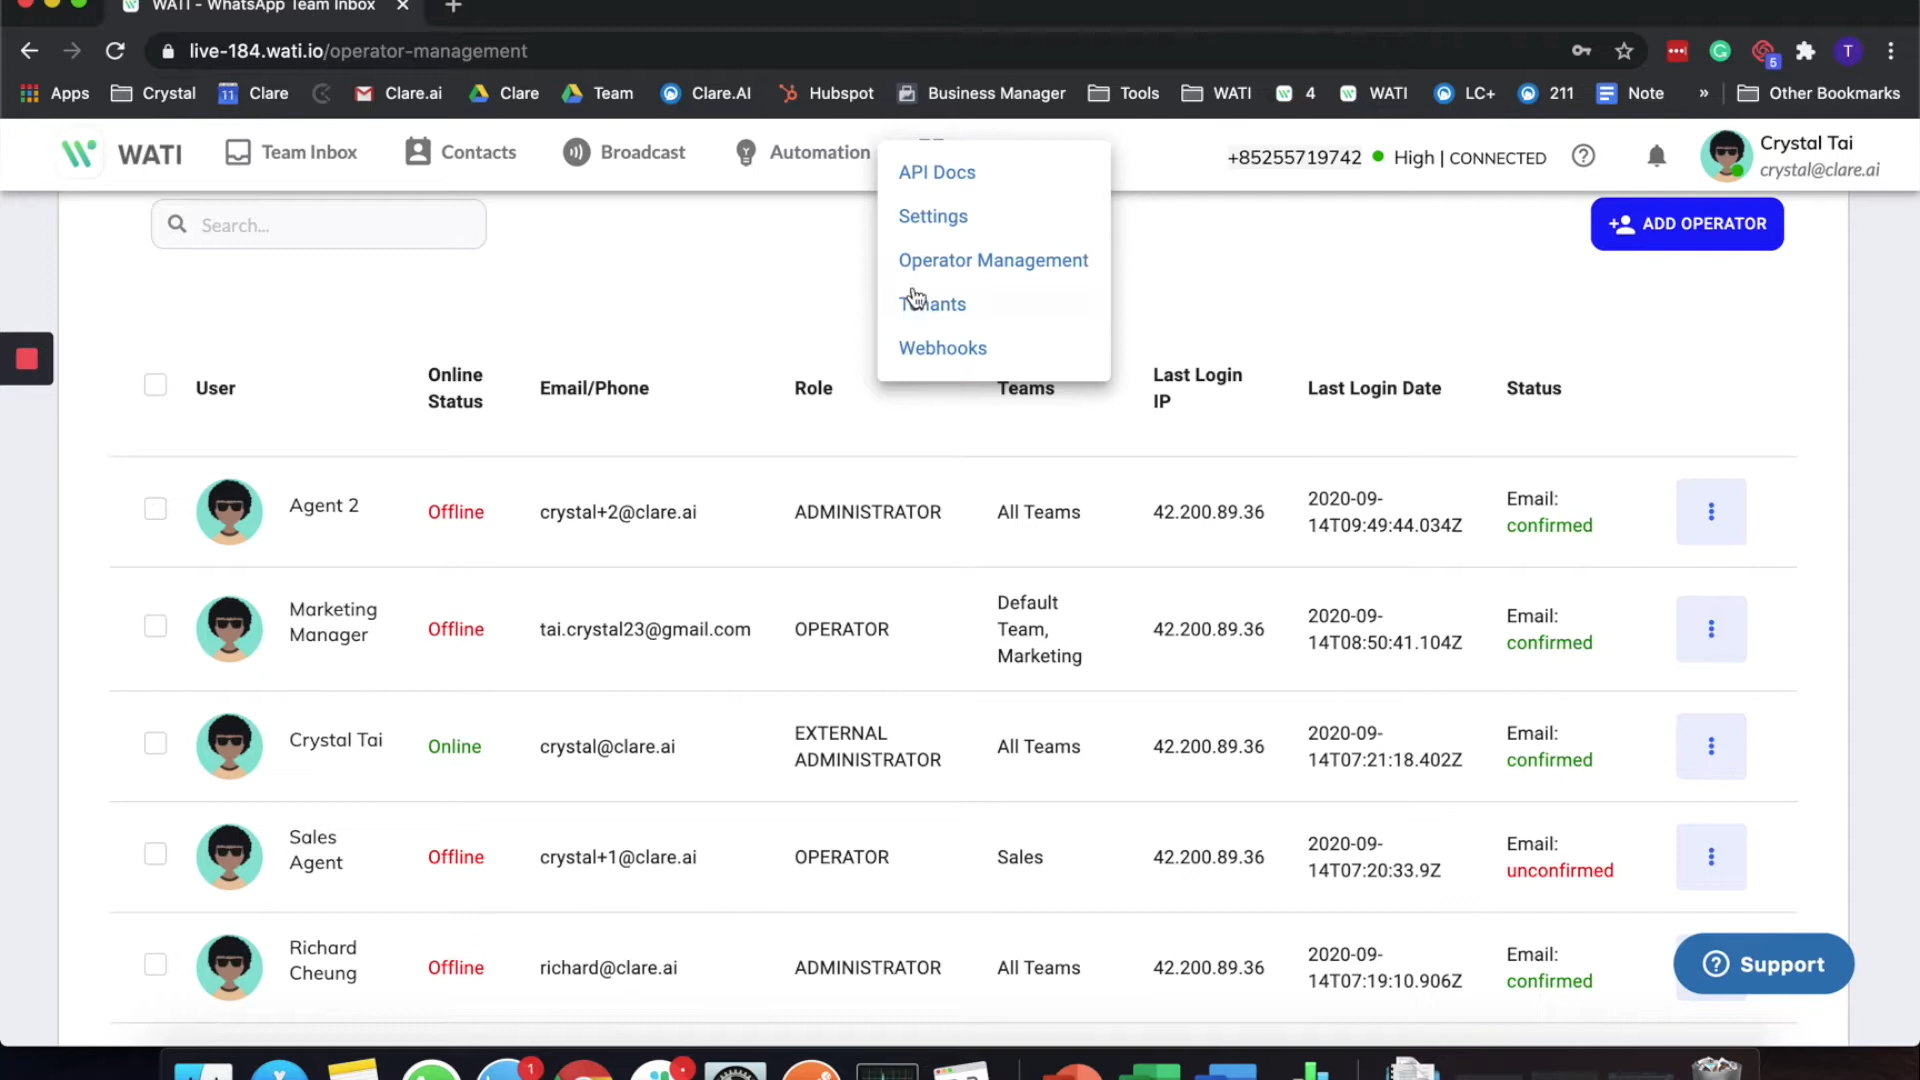 WATI - WhatsApp Team Inbox
live-184.wati.io/operator-management
T
5
Apps Crystal 11 Clare Clare.ai Clare Team Clare.AI Hubspot Business Manager Tools WATI 4 WATI LC+ 211 Note » Other Bookmarks
WATI Team Inbox Contacts Broadcast Automation
+85255719742 High | CONNECTED
Crystal Tai
crystal@clare.ai
API Docs
Settings
Operator Management
Tenants
Webhooks
Search...
ADD OPERATOR
User Online Status Email/Phone Role Teams Last Login IP Last Login Date Status
Agent 2 Offline crystal+2@clare.ai ADMINISTRATOR All Teams 42.200.89.36 2020-09-
14T09:49:44.034Z Email:
confirmed
Marketing
Manager Offline tai.crystal23@gmail.com OPERATOR Default
Team,
Marketing 42.200.89.36 2020-09-
14T08:50:41.104Z Email:
confirmed
Crystal Tai Online crystal@clare.ai EXTERNAL
ADMINISTRATOR All Teams 42.200.89.36 2020-09-
14T07:21:18.402Z Email:
confirmed
Sales
Agent Offline crystal+1@clare.ai OPERATOR Sales 42.200.89.36 2020-09-
14T07:20:33.9Z Email:
unconfirmed
Richard
Cheung Offline richard@clare.ai ADMINISTRATOR All Teams 42.200.89.36 2020-09-
14T07:19:10.906Z Email:
confirmed
Support
1